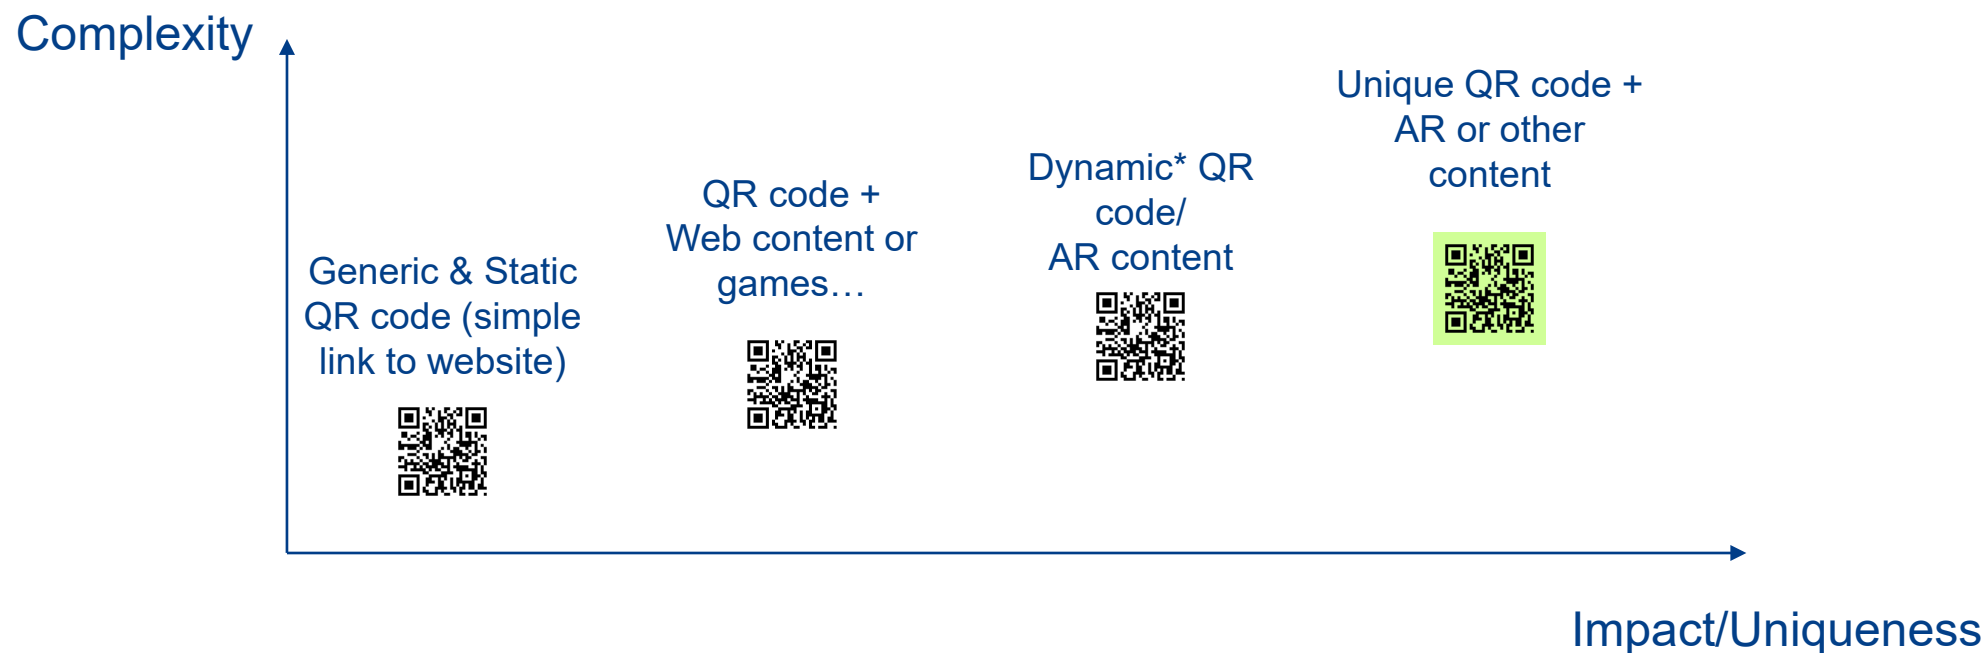 Complexity
Generic & Static
QR code (simple
link to website)
QR code +
Web content or
games…
Dynamic* QR
code/
AR content
Unique QR code +
AR or other
content
Impact/Uniqueness